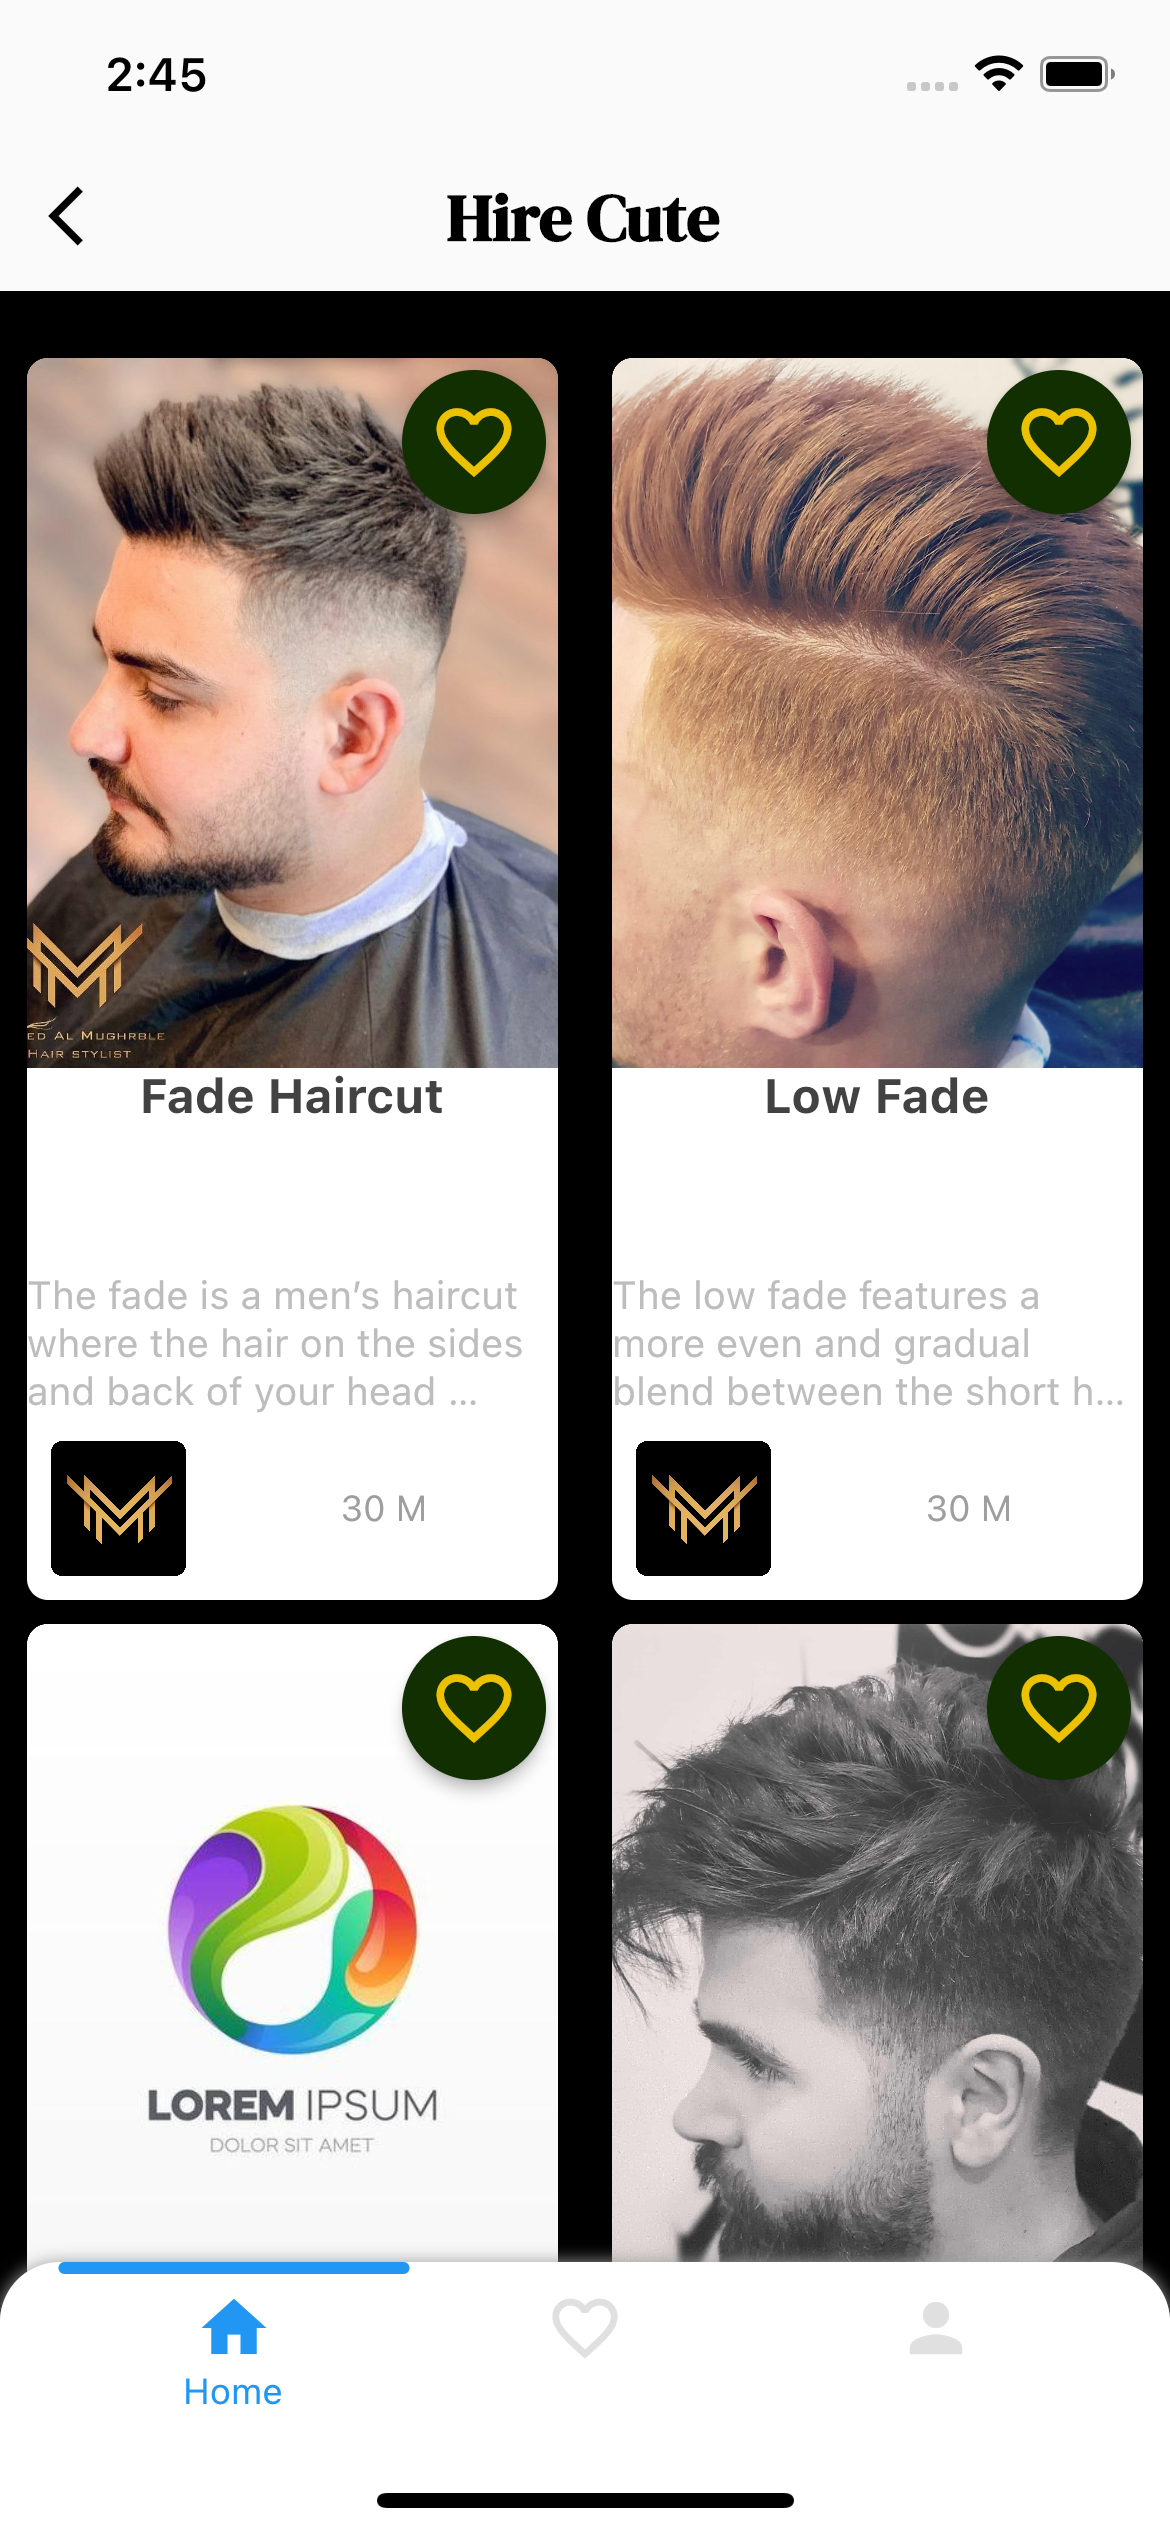 2:45
Hire Cute
ED AL MUGHRBLE
HAIR STYLIST
Fade Haircut
Low Fade
The fade is a men’s haircut
where the hair on the sides
and back of your head ...
The low fade features a
more even and gradual
blend between the short h...
30 M
30 M
LOREM IPSUM
DOLOR SIT AMET
Home